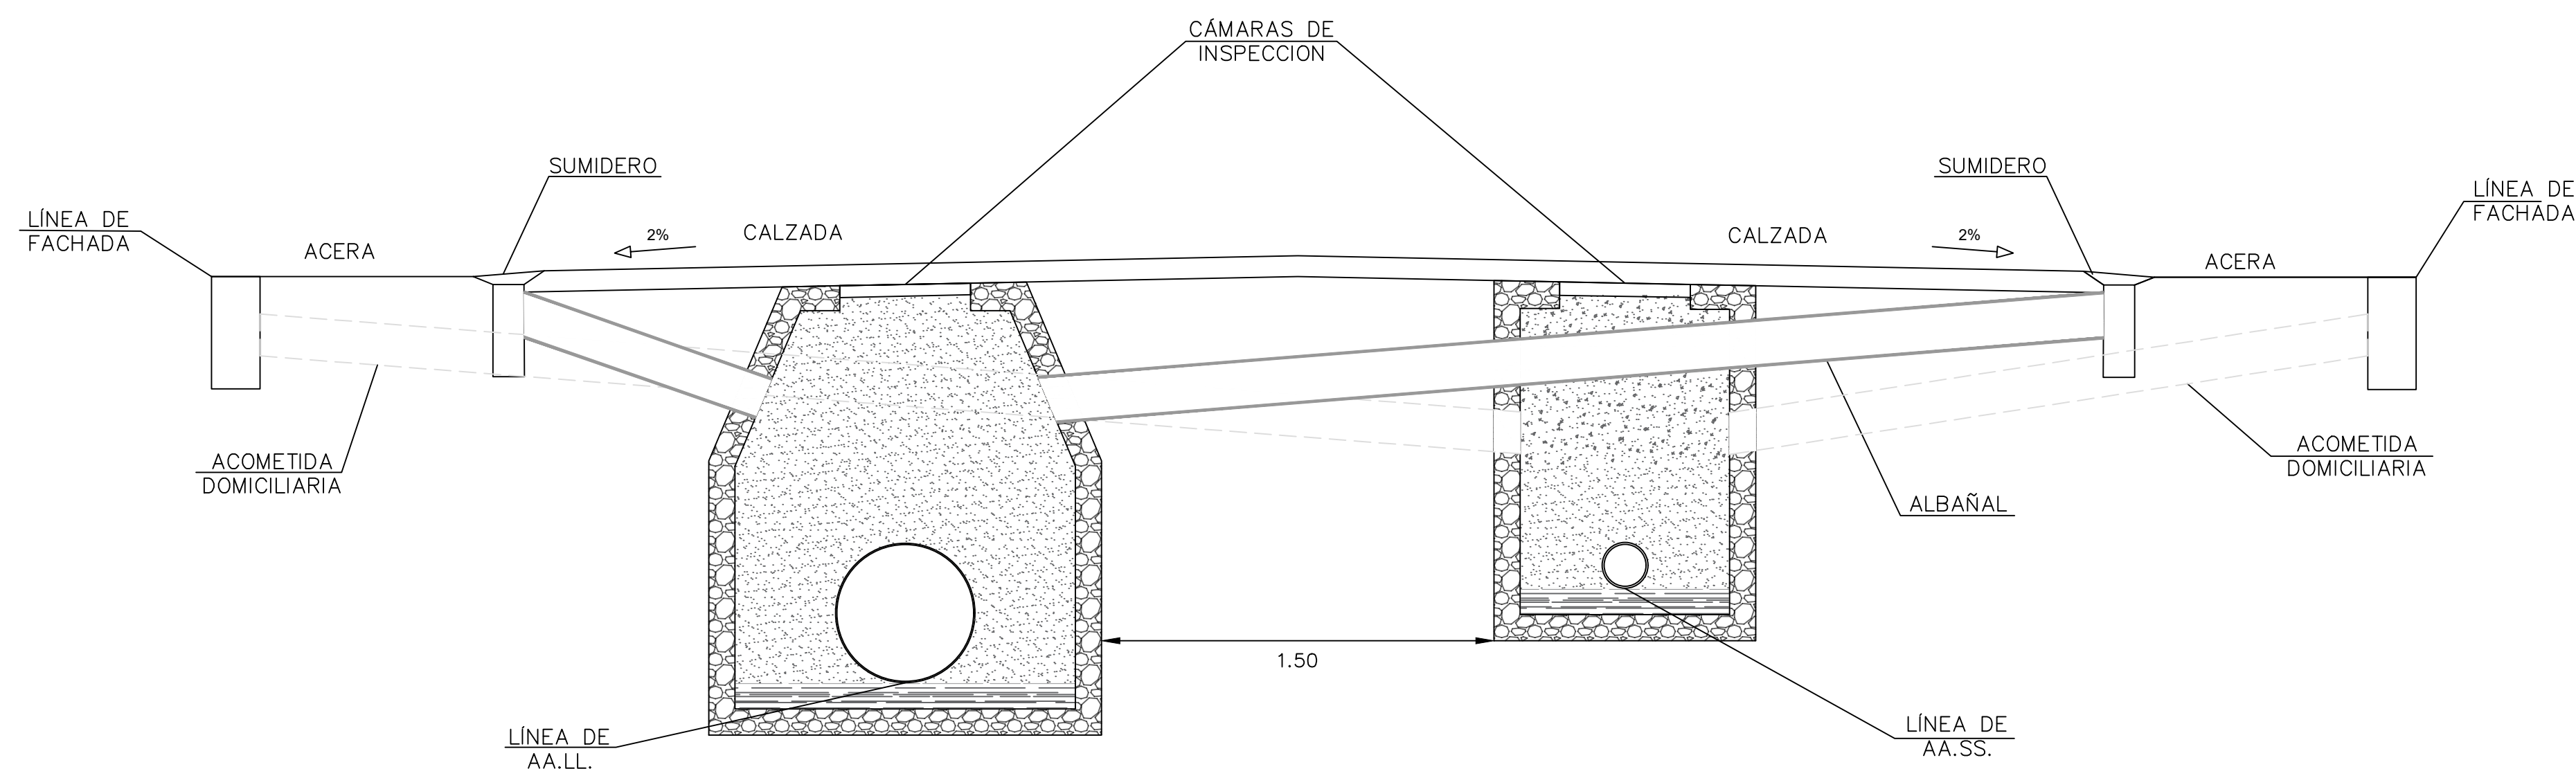 CÁMARAS DE
INSPECCION
SUMIDERO
SUMIDERO
LÍNEA DE
FACHADA
LÍNEA DE
FACHADA
ACERA
2%
CALZADA
CALZADA
2%
ACERA
ACOMETIDA
DOMICILIARIA
ACOMETIDA
DOMICILIARIA
ALBAÑAL
1.50
LÍNEA DE
AA.LL.
LÍNEA DE
AA.SS.